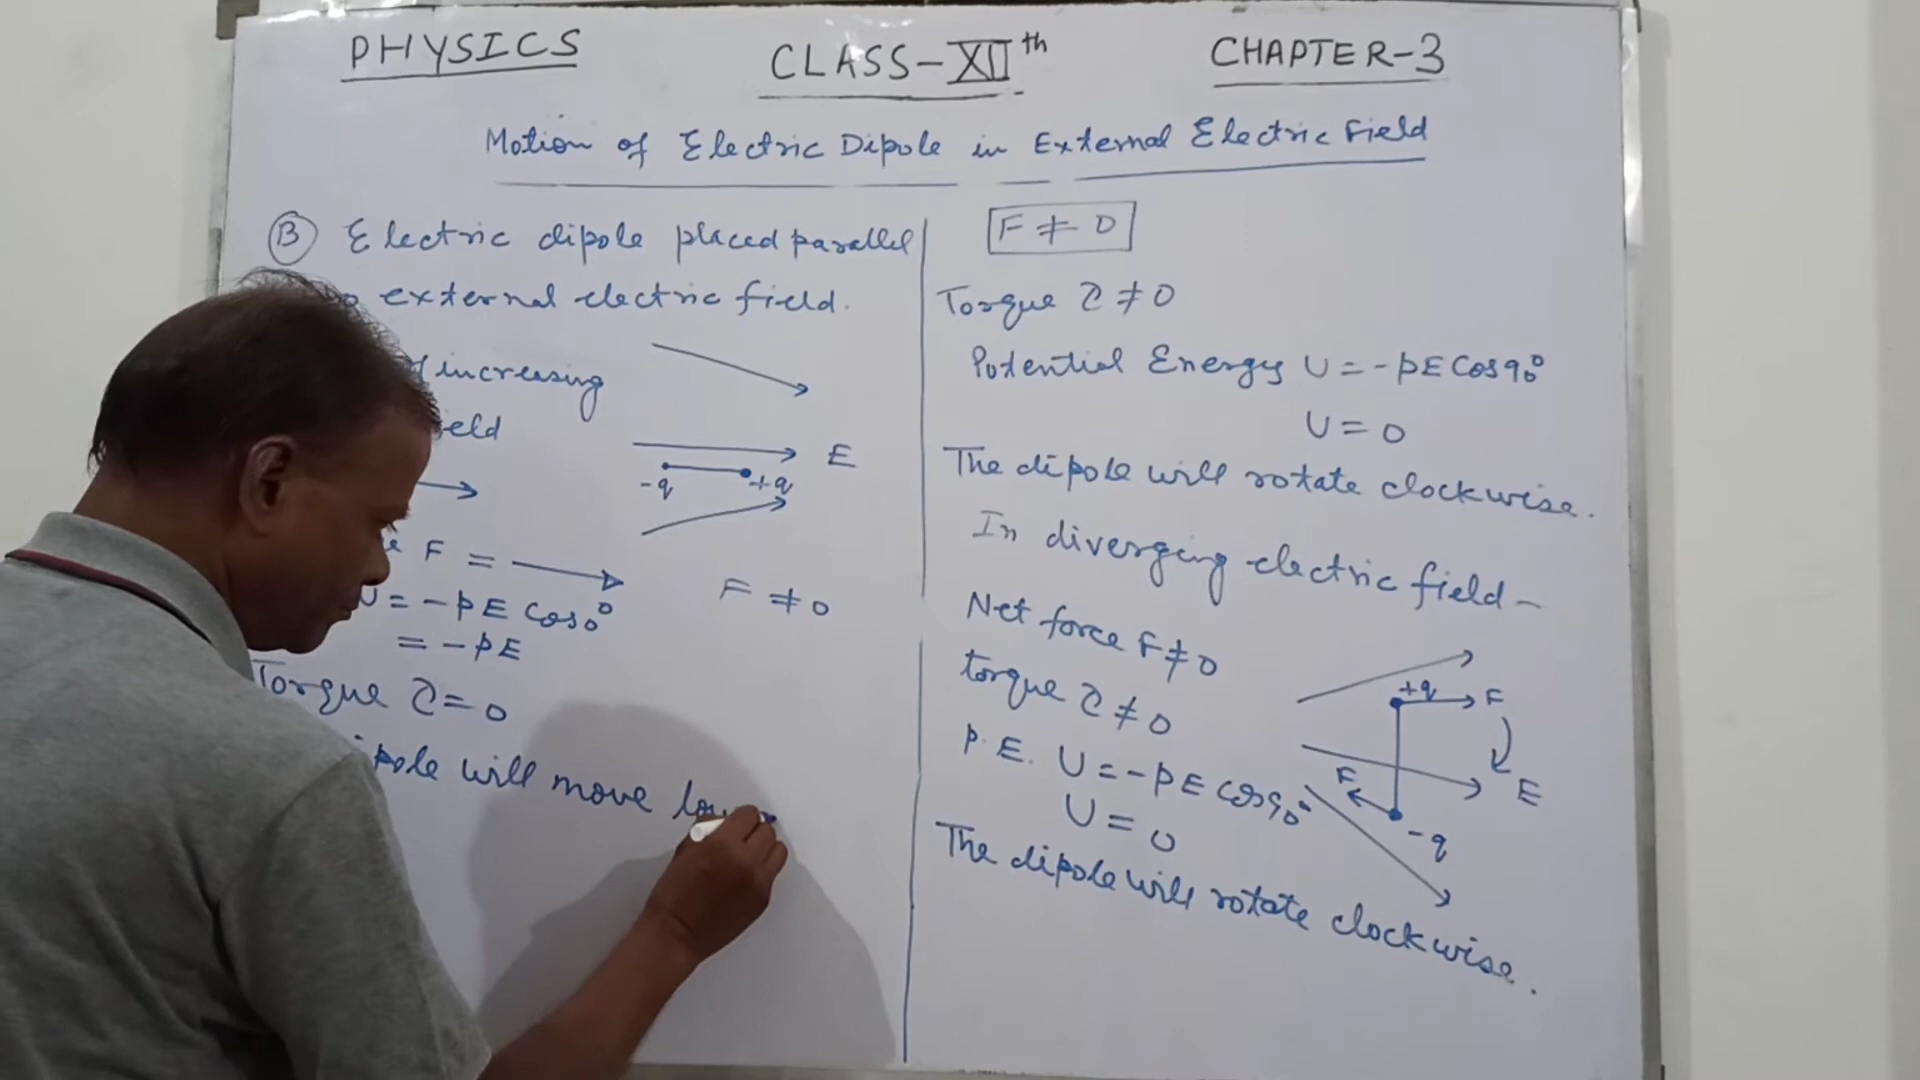 PHYSICS
CLASS-XIIth
CHAPTER-3
Motion of Electric Dipole in External Electric Field
(B) Electric dipole placed parallel
external electric field.
increasing
E
-q
+q
F =
F ≠ 0
U = -pE Cos0°
= -pE
Torque τ = 0
will move
F ≠ 0
Torque τ ≠ 0
Potential Energy U = -pE Cos90°
U = 0
The dipole will rotate clockwise.
In diverging electric field -
Net force F ≠ 0
torque τ ≠ 0
P.E. U = -pE cos90°
U = 0
+q
F
F
E
-q
The dipole will rotate clockwise.